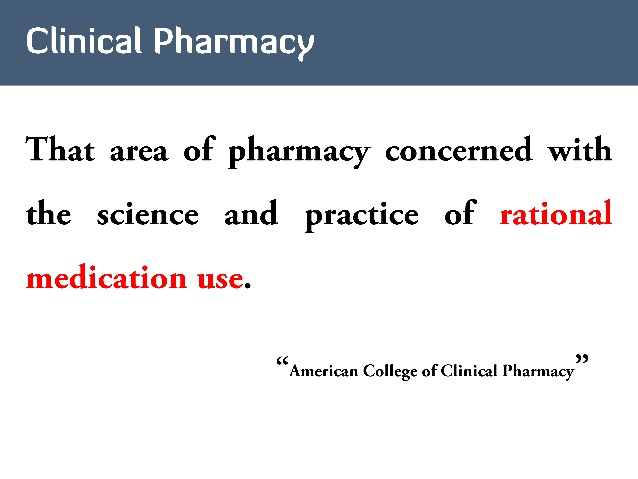 Clinical Pharmacy
That area of pharmacy concerned with
the science and practice of rational
medication use.
“American College of Clinical Pharmacy”